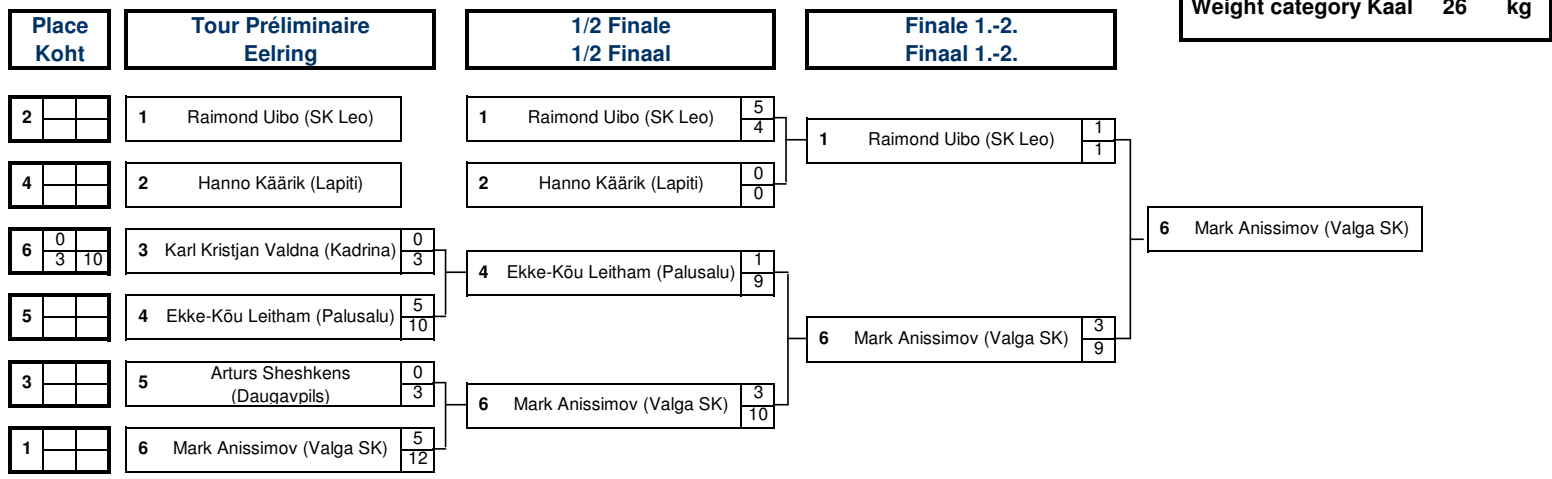 Weight category Kaal 26 kg
Place Tour Préliminaire 1/2 Finale Finale 1.-2.
Koht Eelring 1/2 Finaal Finaal 1.-2.
2 1 Raimond Uibo (SK Leo) 1 Raimond Uibo (SK Leo) 5 4
1 Raimond Uibo (SK Leo) 1 1
4 2 Hanno Käärik (Lapiti) 2 Hanno Käärik (Lapiti) 0 0
6 Mark Anissimov (Valga SK)
6 0 3 10 3 Karl Kristjan Valdna (Kadrina) 0 3
4 Ekke-Kõu Leitham (Palusalu) 1 9
5 4 Ekke-Kõu Leitham (Palusalu) 5 10
6 Mark Anissimov (Valga SK) 3 9
3 5 Arturs Sheshkens 0
(Daugavpils) 3
6 Mark Anissimov (Valga SK) 3 10
1 6 Mark Anissimov (Valga SK) 5 12